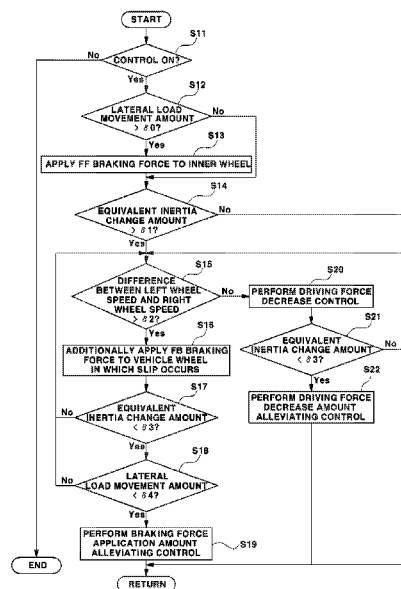 START
S11
No
CONTROL ON?
Yes
S12
LATERAL LOAD
MOVEMENT AMOUNT
> δ0?
No
Yes
S13
APPLY FF BRAKING FORCE TO INNER WHEEL
S14
EQUIVALENT INERTIA
CHANGE AMOUNT
> δ1?
No
Yes
S15
DIFFERENCE
BETWEEN LEFT WHEEL
SPEED AND RIGHT
WHEEL SPEED
> δ2?
No
S20
PERFORM DRIVING FORCE
DECREASE CONTROL
Yes
S16
ADDITIONALLY APPLY FB BRAKING
FORCE TO VEHICLE WHEEL
IN WHICH SLIP OCCURS
S21
EQUIVALENT
INERTIA CHANGE AMOUNT
< δ3?
No
Yes
S22
PERFORM DRIVING FORCE
DECREASE AMOUNT
ALLEVIATING CONTROL
S17
EQUIVALENT
INERTIA CHANGE AMOUNT
< δ3?
No
Yes
S18
LATERAL
LOAD MOVEMENT AMOUNT
< δ4?
No
Yes
PERFORM BRAKING FORCE
APPLICATION AMOUNT
ALLEVIATING CONTROL
S19
END
RETURN